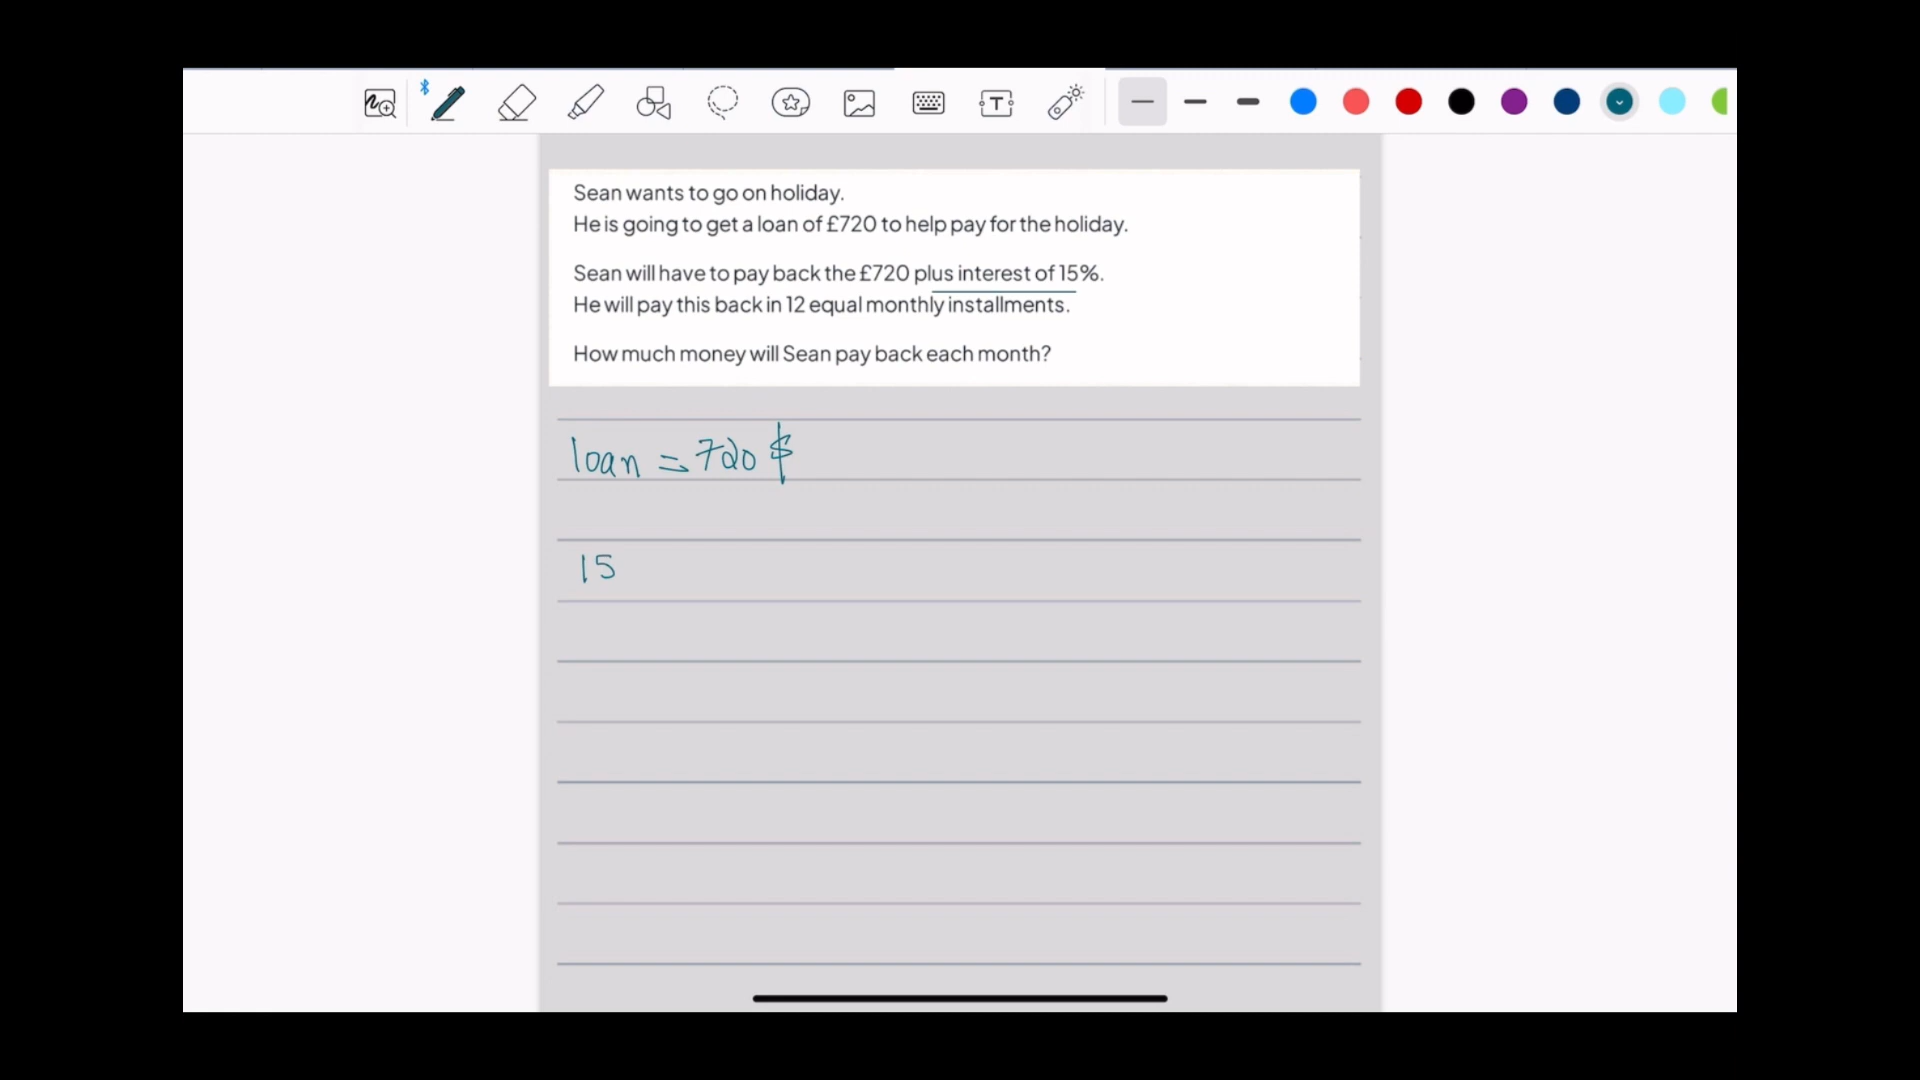 Sean wants to go on holiday.
He is going to get a loan of £720 to help pay for the holiday.
Sean will have to pay back the £720 plus interest of 15%.
He will pay this back in 12 equal monthly installments.
How much money will Sean pay back each month?
loan = 720 $
15